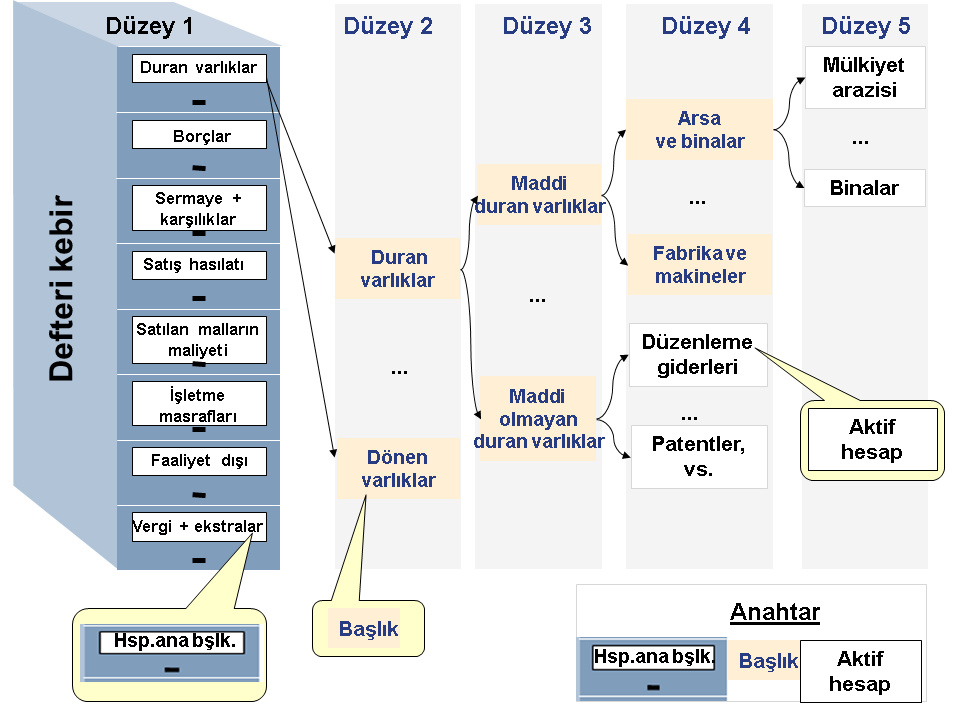 Düzey 1
Düzey 2
Düzey 3
Düzey 4
Düzey 5
Defteri kebir
Duran varlıklar
Borçlar
Sermaye +
karşılıklar
Satış hasılatı
Satılan malların
maliyeti
İşletme
masrafları
Faaliyet dışı
Vergi + ekstralar
Hsp.ana bşlk.
Duran
varlıklar
...
Dönen
varlıklar
Başlık
Maddi
duran varlıklar
...
Maddi
olmayan
duran varlıklar
Arsa
ve binalar
...
Fabrika ve
makineler
Düzenleme
giderleri
...
Patentler,
vs.
Mülkiyet
arazisi
...
Binalar
Aktif
hesap
Anahtar
Hsp.ana bşlk.
Başlık
Aktif
hesap